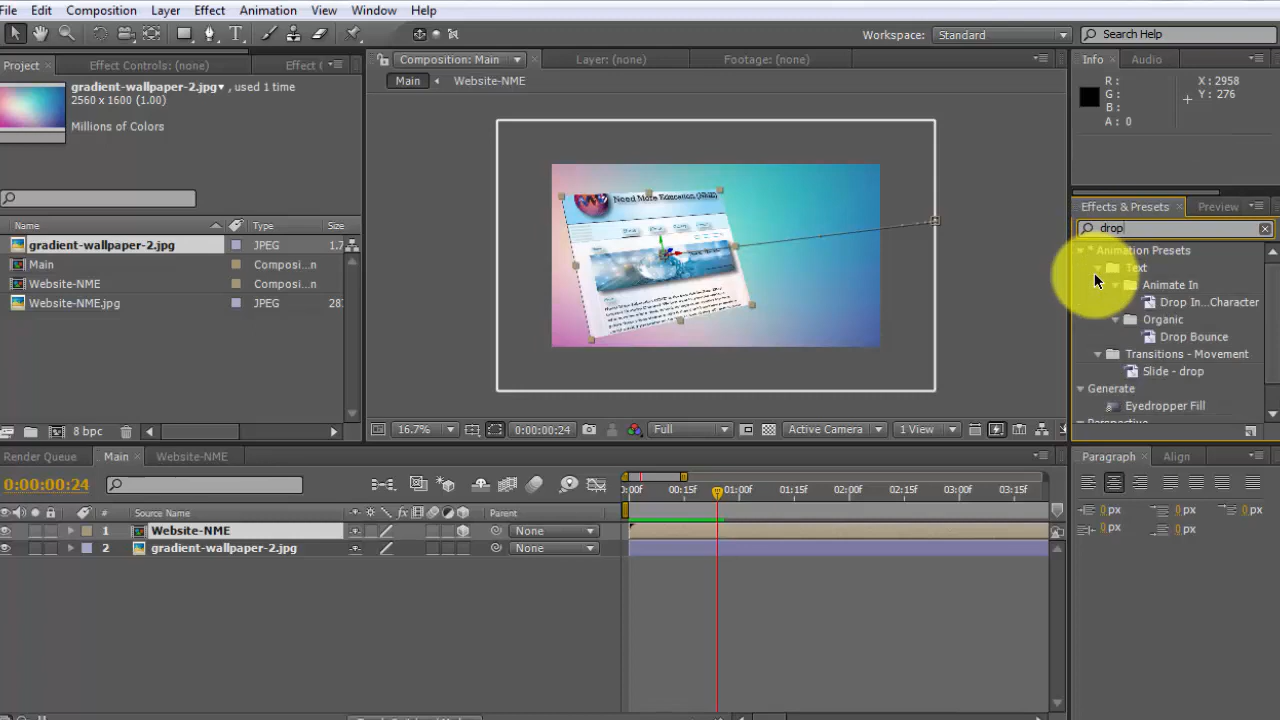 File Edit Composition Layer Effect Animation View Window Help
Workspace: Standard Search Help
Project Effect Controls: (none) Effect (
Composition: Main Layer: (none) Footage: (none)
Info Audio
gradient-wallpaper-2.jpg, used 1 time
2560 x 1600 (1.00)
Millions of Colors
Main Website-NME
R:
G:
B:
A: 0
X: 2958
Y: 276
Need More Education (NME)
Effects & Presets Preview
drop
* Animation Presets
Text
Animate In
Drop In...Character
Organic
Drop Bounce
Transitions - Movement
Slide - drop
Generate
Eyedropper Fill
Perspective
Name Type
gradient-wallpaper-2.jpg JPEG 1.7
Main Composi...n
Website-NME Composi...n
Website-NME.jpg JPEG 28
8 bpc
16.7% 0:00:00:24 Full Active Camera 1 View
Render Queue Main Website-NME
Paragraph Align
0:00:00:24
:00f 00:15f 01:00f 01:15f 02:00f 02:15f 03:00f 03:15f
# Source Name Parent
1 Website-NME None
2 gradient-wallpaper-2.jpg None
0 px 0 px 0 px
0 px 0 px